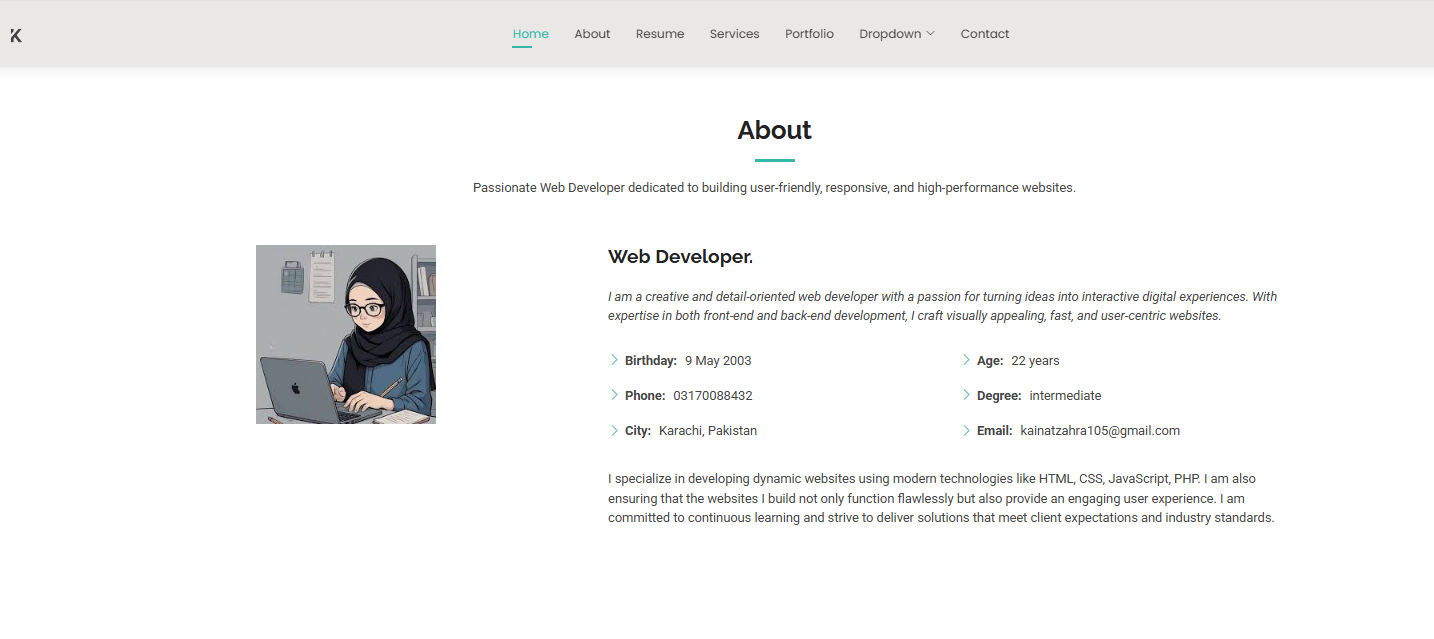 K
Home About Resume Services Portfolio Dropdown Contact
About
Passionate Web Developer dedicated to building user-friendly, responsive, and high-performance websites.
Web Developer.
I am a creative and detail-oriented web developer with a passion for turning ideas into interactive digital experiences. With
expertise in both front-end and back-end development, I craft visually appealing, fast, and user-centric websites.
Birthday: 9 May 2003 Age: 22 years
Phone: 03170088432 Degree: intermediate
City: Karachi, Pakistan Email: kainatzahra105@gmail.com
I specialize in developing dynamic websites using modern technologies like HTML, CSS, JavaScript, PHP. I am also
ensuring that the websites I build not only function flawlessly but also provide an engaging user experience. I am
committed to continuous learning and strive to deliver solutions that meet client expectations and industry standards.